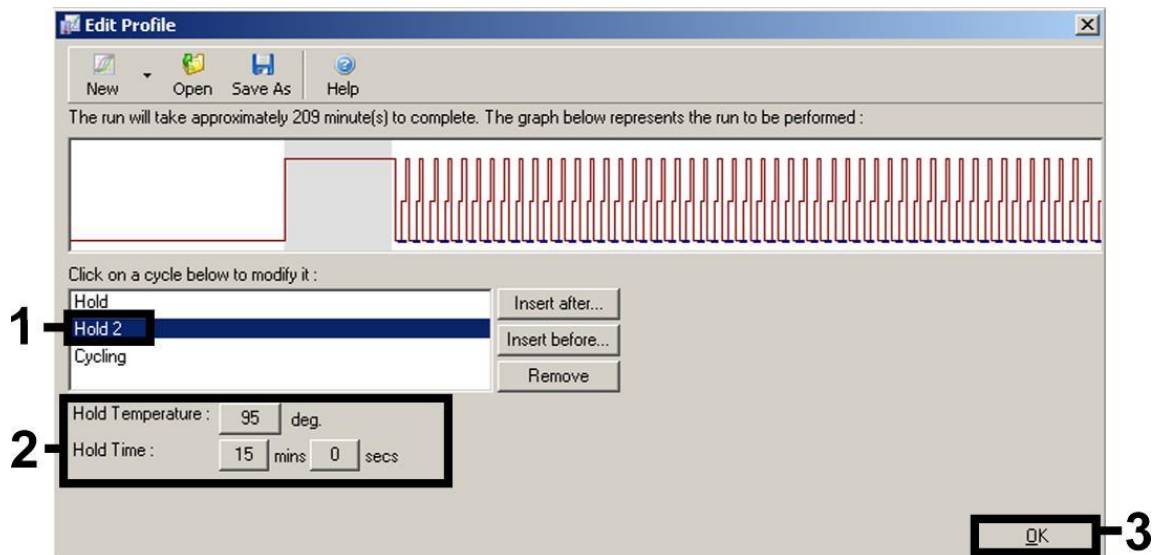 Edit Profile
New Open Save As Help
The run will take approximately 209 minute(s) to complete. The graph below represents the run to be performed :
Click on a cycle below to modify it :
Hold
Insert after...
1
Hold 2
Insert before...
Cycling
Remove
2
Hold Temperature : 95 deg.
Hold Time : 15 mins 0 secs
OK
3